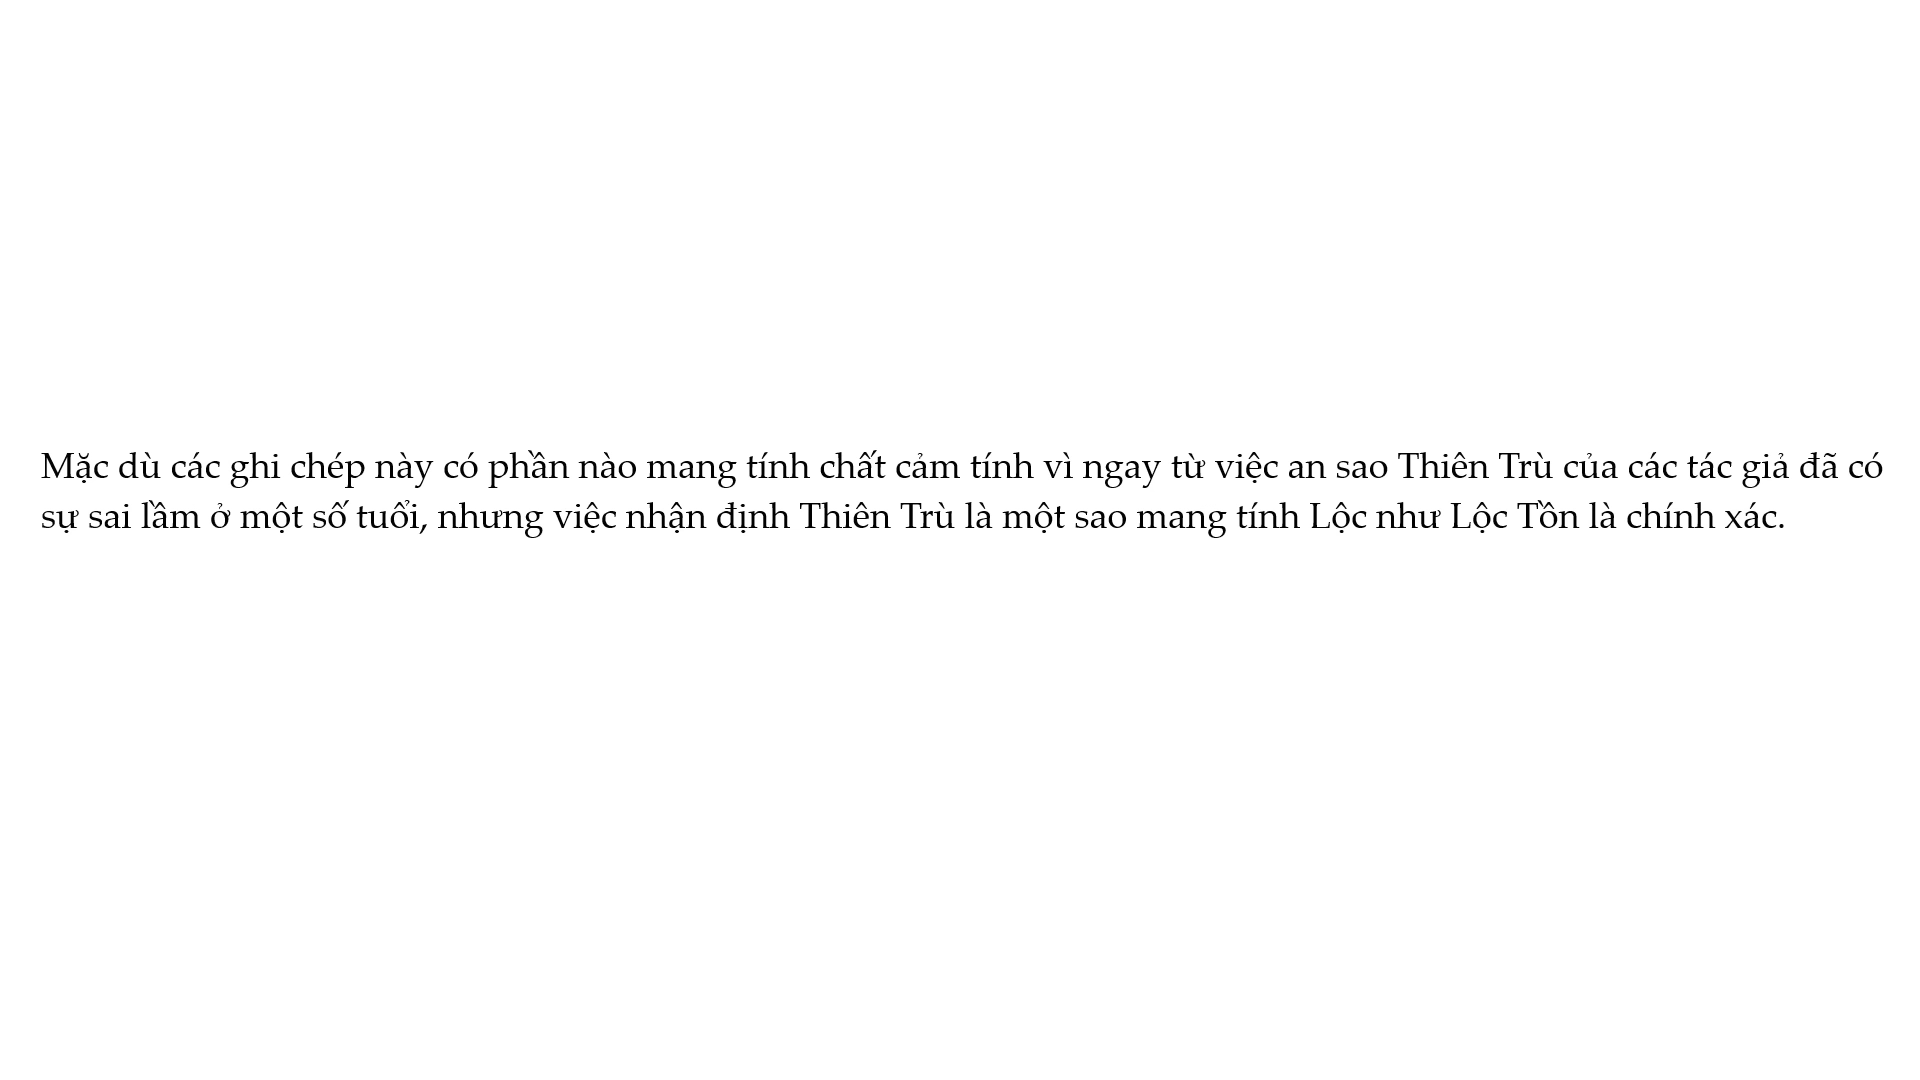 Mặc dù các ghi chép này có phần nào mang tính chất cảm tính vì ngay từ việc an sao Thiên Trù của các tác giả đã có
sự sai lầm ở một số tuổi, nhưng việc nhận định Thiên Trù là một sao mang tính Lộc như Lộc Tồn là chính xác.